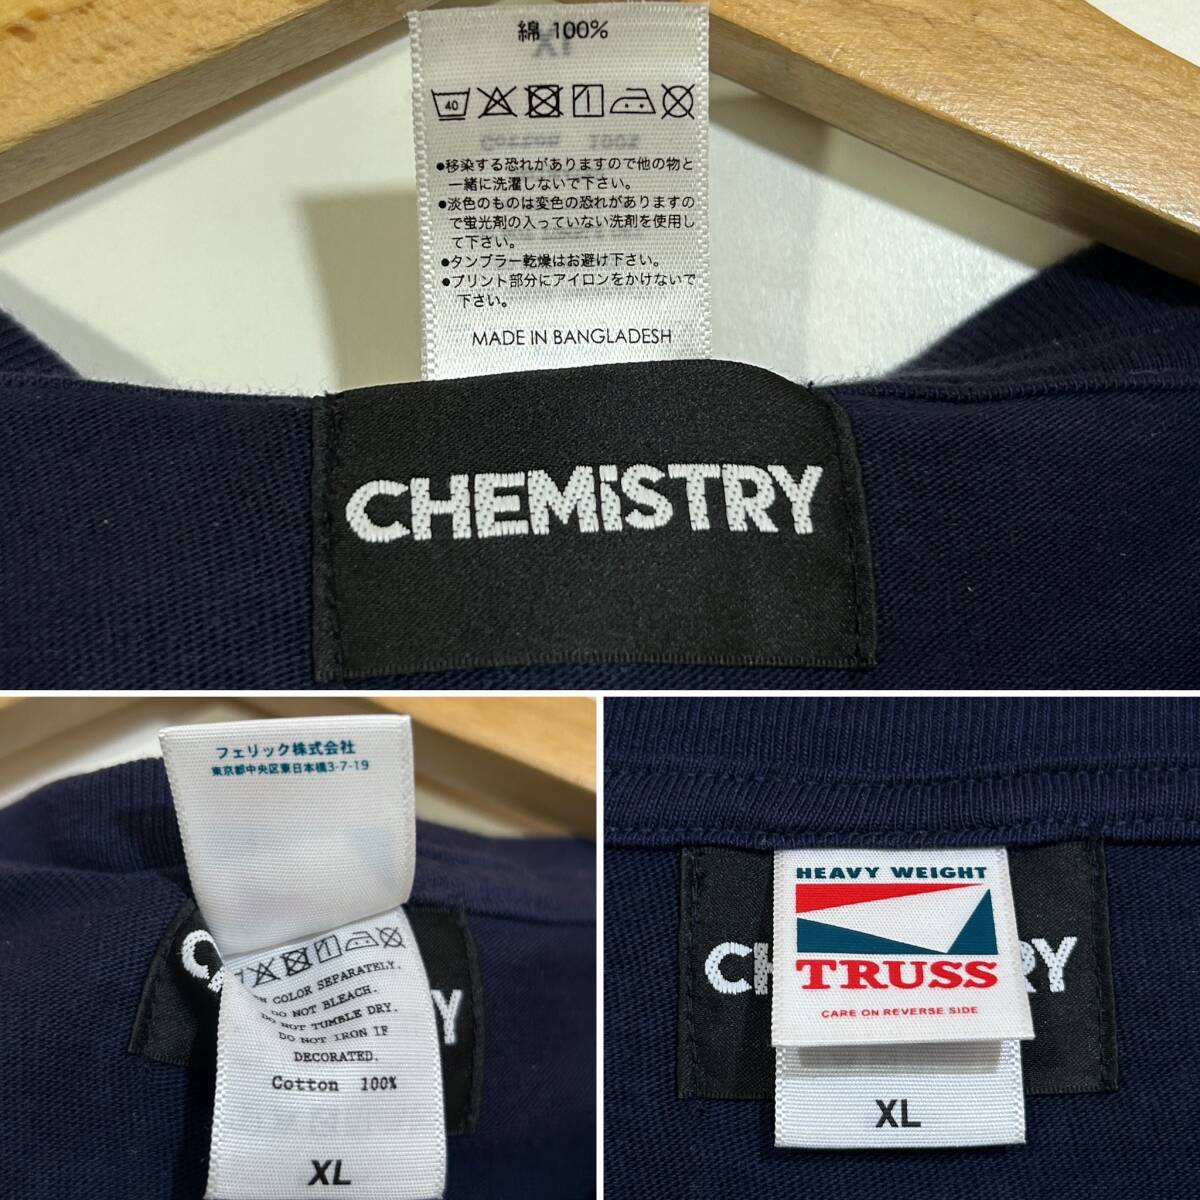 綿 100%
40
●移染する恐れがありますので他の物と
一緒に洗濯しないで下さい。
●淡色のものは変色の恐れがありますの
で蛍光剤の入っていない洗剤を使用し
て下さい。
●タンブラー乾燥はお避け下さい。
●プリント部分にアイロンをかけないで
下さい。
MADE IN BANGLADESH
CHEMiSTRY
フェリック株式会社
東京都中央区東日本橋3-7-19
COLOR SEPARATELY.
DO NOT BLEACH.
DO NOT TUMBLE DRY.
DO NOT IRON IF
DECORATED.
Cotton 100%
XL
HEAVY WEIGHT
TRUSS
CARE ON REVERSE SIDE
XL